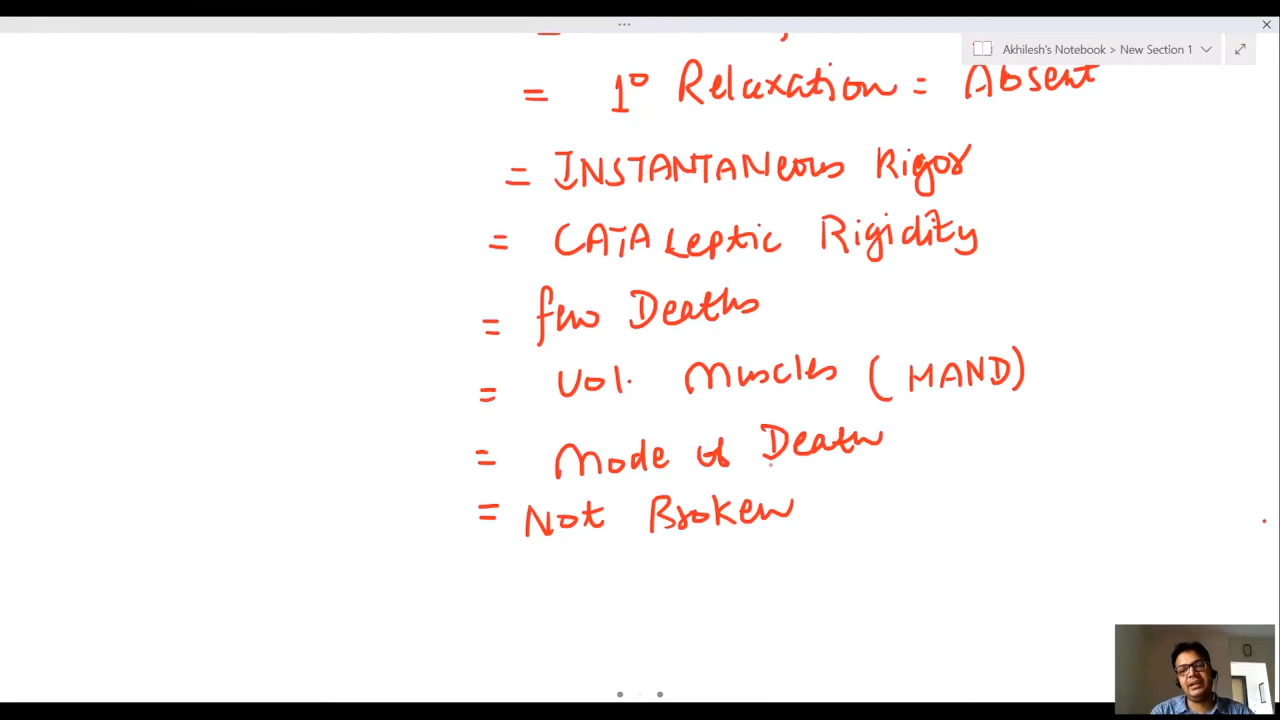 Akhilesh's Notebook > New Section 1
= 1° Relaxation = Absent
= INSTANTANeous Rigor
= CATALeptic Rigidity
= few Deaths
= Vol. Muscles (HAND)
= Mode of Death
= Not Broken